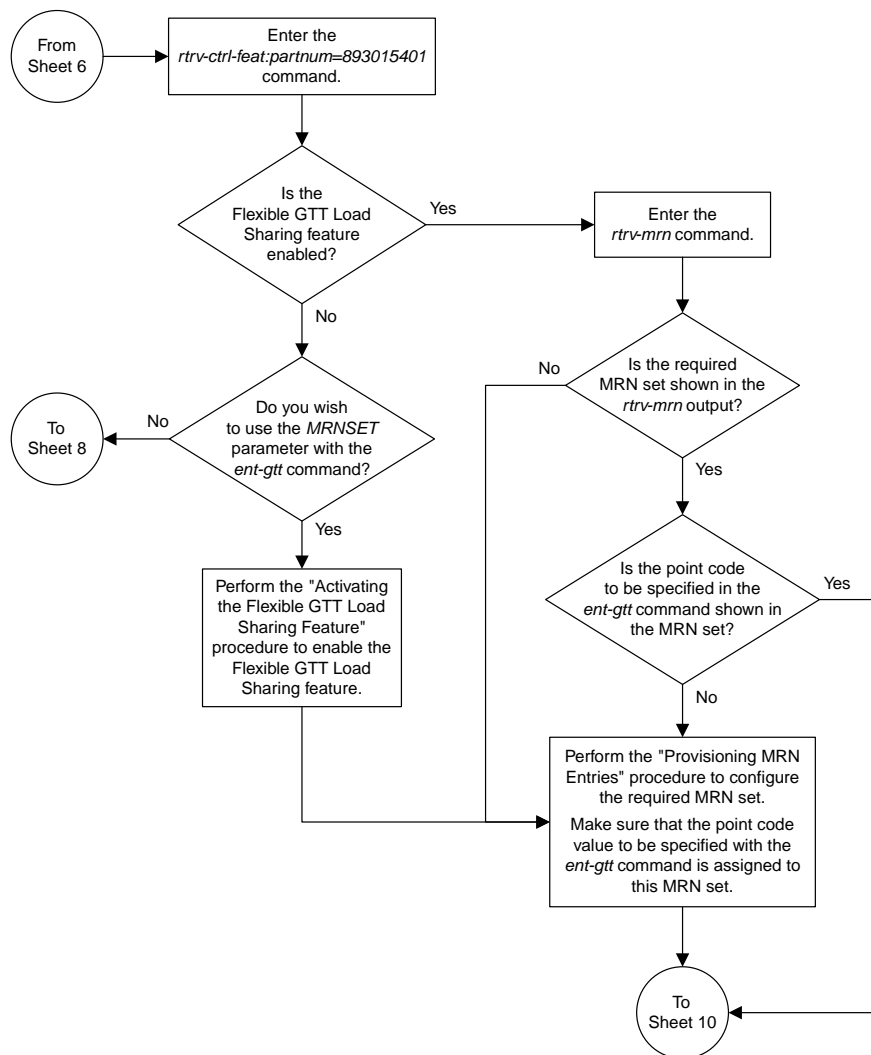 From
Sheet 6
Enter the
rtrv-ctrl-feat:partnum=893015401
command.
Is the
Flexible GTT Load
Sharing feature
enabled?
Yes
Enter the
rtrv-mrn command.
No
Is the required
MRN set shown in the
rtrv-mrn output?
No
To
Sheet 8
No
Do you wish
to use the MRNSET
parameter with the
ent-gtt command?
Yes
Yes
Perform the "Activating
the Flexible GTT Load
Sharing Feature"
procedure to enable the
Flexible GTT Load
Sharing feature.
Is the point code
to be specified in the
ent-gtt command shown in
the MRN set?
Yes
No
Perform the "Provisioning MRN
Entries" procedure to configure
the required MRN set.
Make sure that the point code
value to be specified with the
ent-gtt command is assigned to
this MRN set.
To
Sheet 10